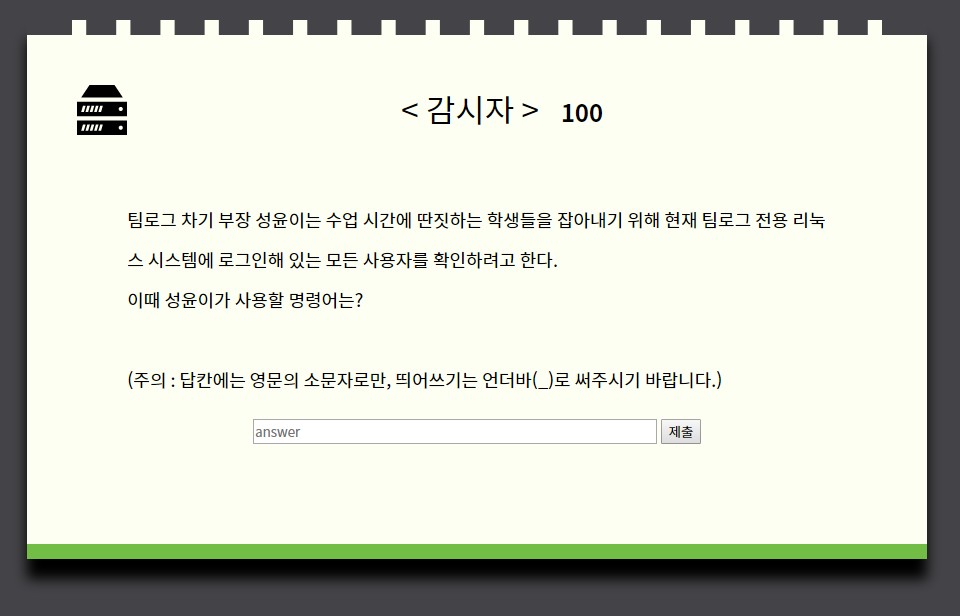 < 감시자 > 100
팀로그 차기 부장 성윤이는 수업 시간에 딴짓하는 학생들을 잡아내기 위해 현재 팀로그 전용 리눅
스 시스템에 로그인해 있는 모든 사용자를 확인하려고 한다.
이때 성윤이가 사용할 명령어는?
(주의 : 답칸에는 영문의 소문자로만, 띄어쓰기는 언더바(_)로 써주시기 바랍니다.)
answer 제출